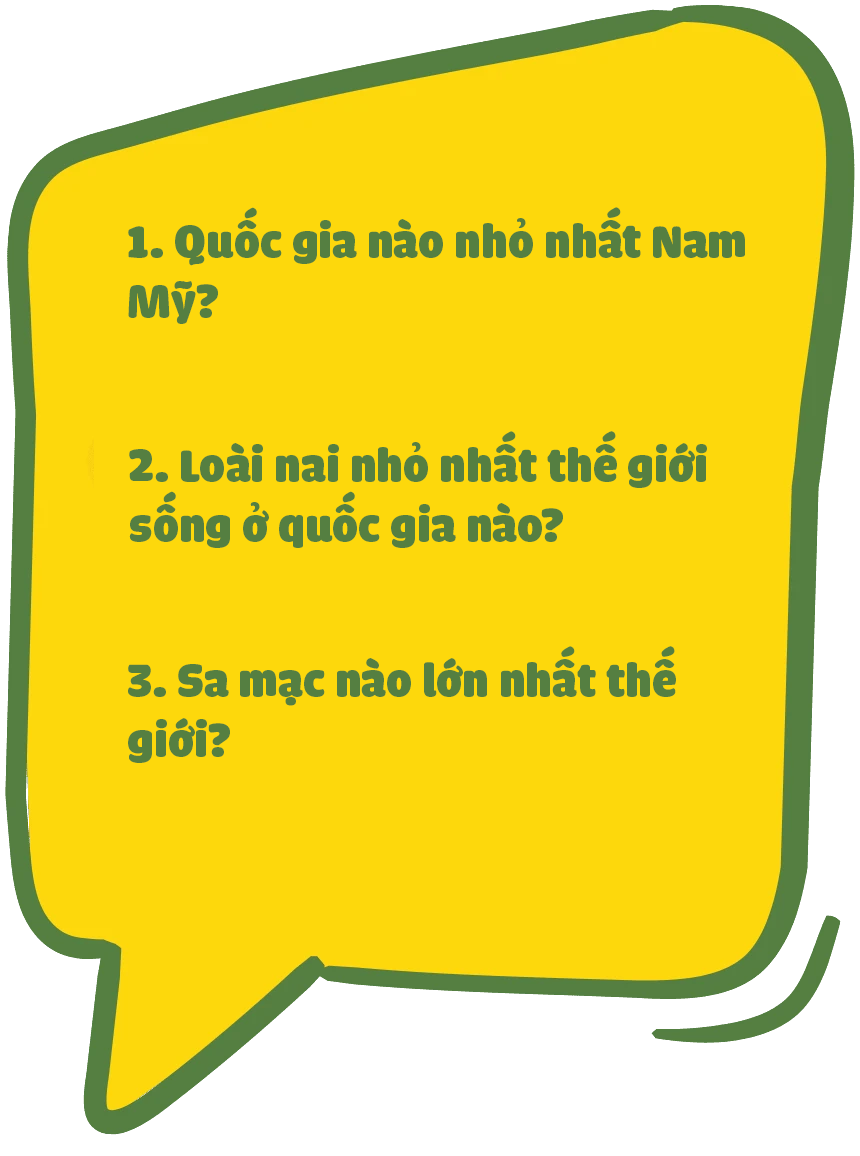 1. Quốc gia nào nhỏ nhất Nam
Mỹ?
2. Loài nai nhỏ nhất thế giới
sống ở quốc gia nào?
3. Sa mạc nào lớn nhất thế
giới?